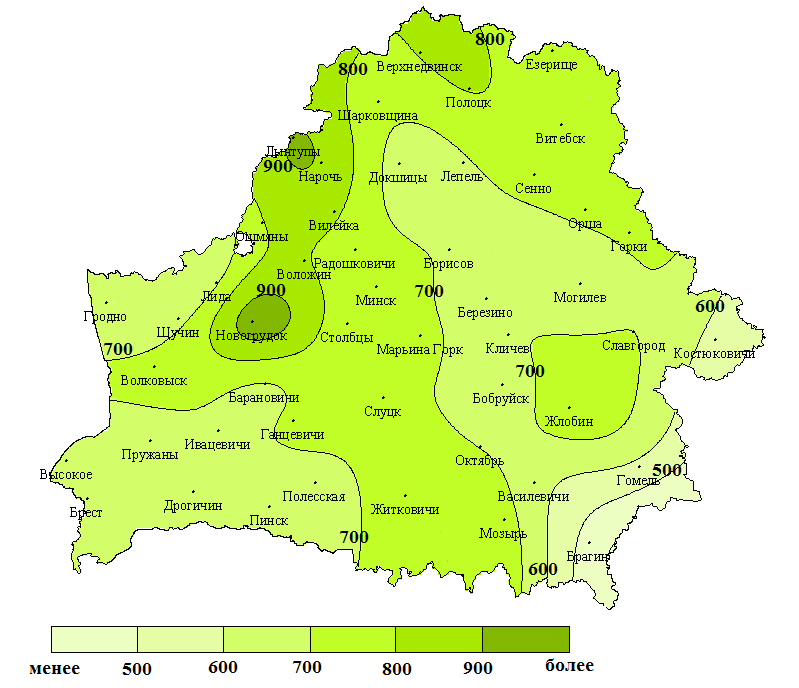 800
Верхнедвинск
Езерище
800
Полоцк
Шарковщина
Витебск
Лынтупы
900
Нарочь
Докшицы
Лепель
Сенно
Орша
Вилейка
Ошмяны
Горки
Радошковичи
Борисов
Воложин
900
700
Лида
Минск
Могилев
600
Гродно
Березино
Щучин
Новогрудок
Столбцы
Марьина Горк
Кличев
Славгород
700
Костюковичи
700
Волковыск
Барановичи
Бобруйск
Слуцк
Жлобин
Ганцевичи
Ивацевичи
Пружаны
Октябрь
Высокое
500
Гомель
Полесская
Василевичи
Дрогичин
Житковичи
Брест
Пинск
700
Мозырь
Брагин
600
менее 500 600 700 800 900 более